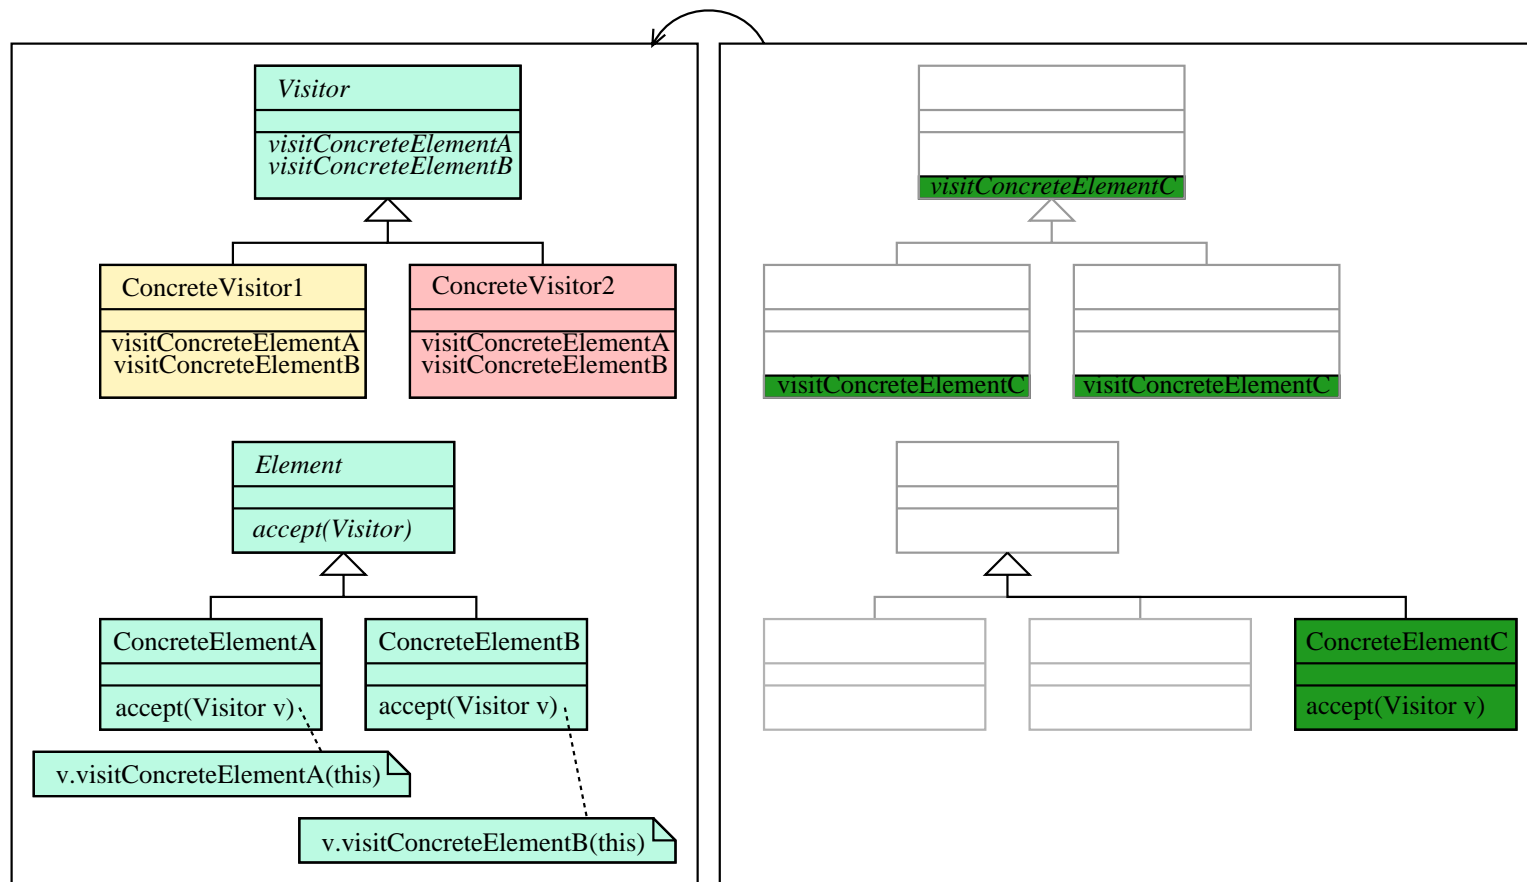 Visitor
visitConcreteElementA
visitConcreteElementB
ConcreteVisitor1
visitConcreteElementA
visitConcreteElementB
ConcreteVisitor2
visitConcreteElementA
visitConcreteElementB
Element
accept(Visitor)
ConcreteElementA
accept(Visitor v)
ConcreteElementB
accept(Visitor v)
v.visitConcreteElementA(this)
v.visitConcreteElementB(this)
visitConcreteElementC
visitConcreteElementC
visitConcreteElementC
ConcreteElementC
accept(Visitor v)